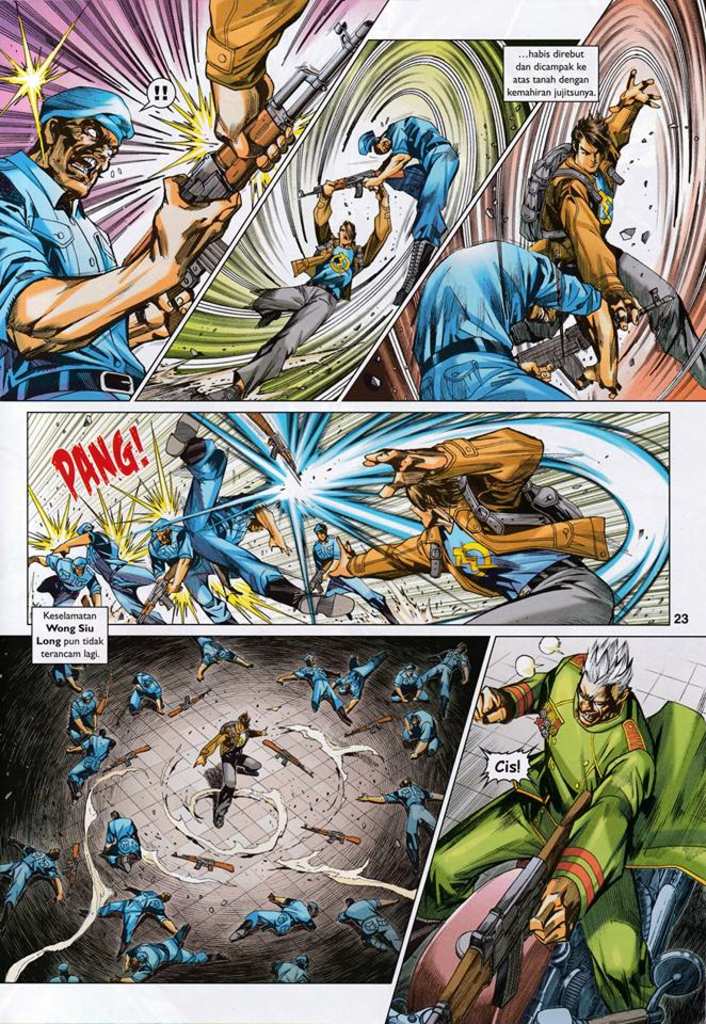 !!
...habis direbut
dan dicampak ke
atas tanah dengan
kemahiran jujitsunya.
PANG!
23
Keselamatan
Wong Siu
Long pun tidak
terancam lagi.
Cis!